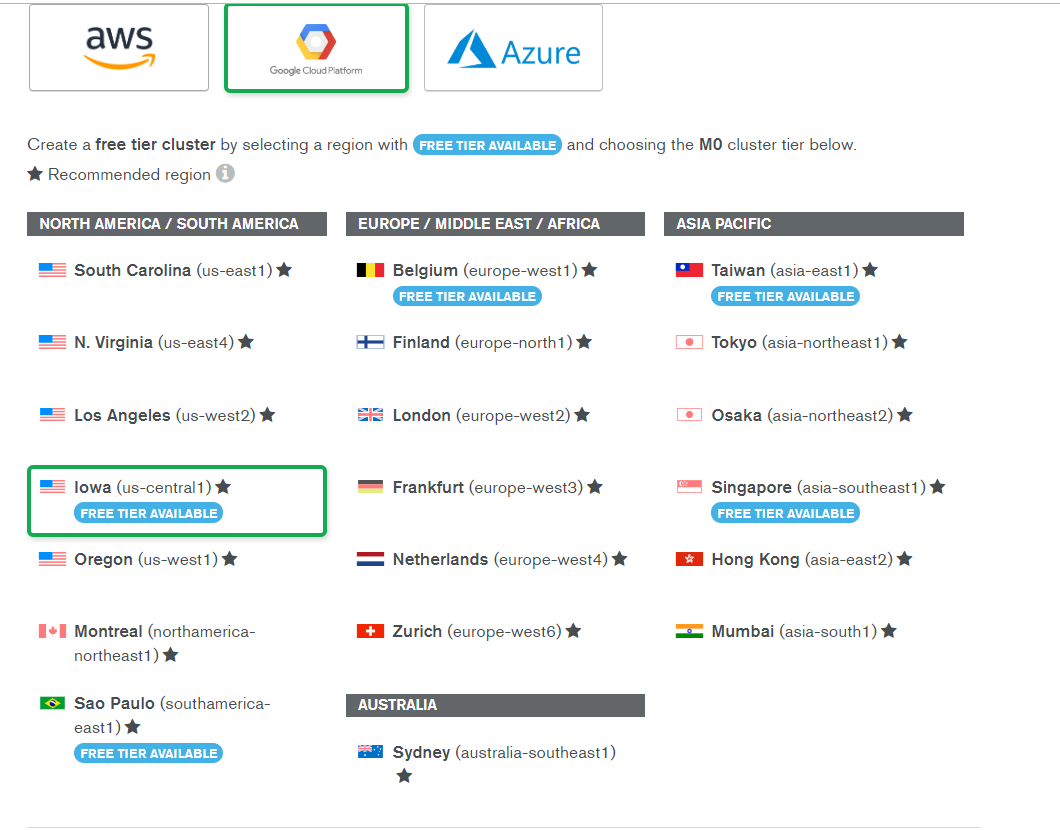 aws
Google Cloud Platform
Azure
Create a free tier cluster by selecting a region with FREE TIER AVAILABLE and choosing the M0 cluster tier below.
★ Recommended region i
NORTH AMERICA / SOUTH AMERICA
South Carolina (us-east1) ★
N. Virginia (us-east4) ★
Los Angeles (us-west2) ★
Iowa (us-central1) ★
FREE TIER AVAILABLE
Oregon (us-west1) ★
Montreal (northamerica-
northeast1) ★
Sao Paulo (southamerica-
east1) ★
FREE TIER AVAILABLE
EUROPE / MIDDLE EAST / AFRICA
Belgium (europe-west1) ★
FREE TIER AVAILABLE
Finland (europe-north1) ★
London (europe-west2) ★
Frankfurt (europe-west3) ★
Netherlands (europe-west4) ★
Zurich (europe-west6) ★
AUSTRALIA
Sydney (australia-southeast1)
★
ASIA PACIFIC
Taiwan (asia-east1) ★
FREE TIER AVAILABLE
Tokyo (asia-northeast1) ★
Osaka (asia-northeast2) ★
Singapore (asia-southeast1) ★
FREE TIER AVAILABLE
Hong Kong (asia-east2) ★
Mumbai (asia-south1) ★